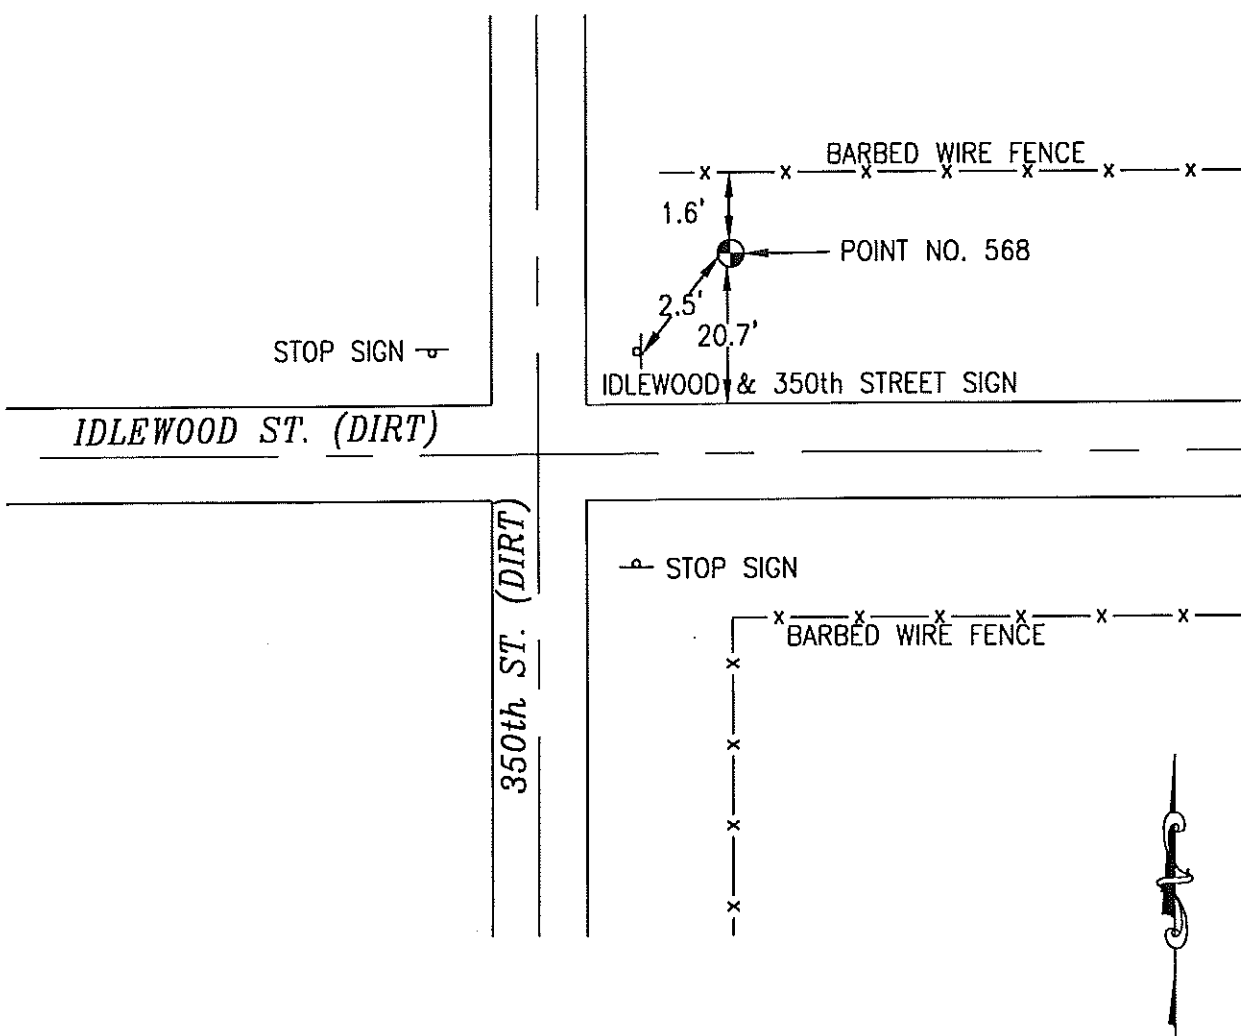 BARBED WIRE FENCE
1.6'
POINT NO. 568
2.5'
20.7'
STOP SIGN
IDLEWOOD & 350th STREET SIGN
IDLEWOOD ST. (DIRT)
350th ST. (DIRT)
STOP SIGN
BARBED WIRE FENCE